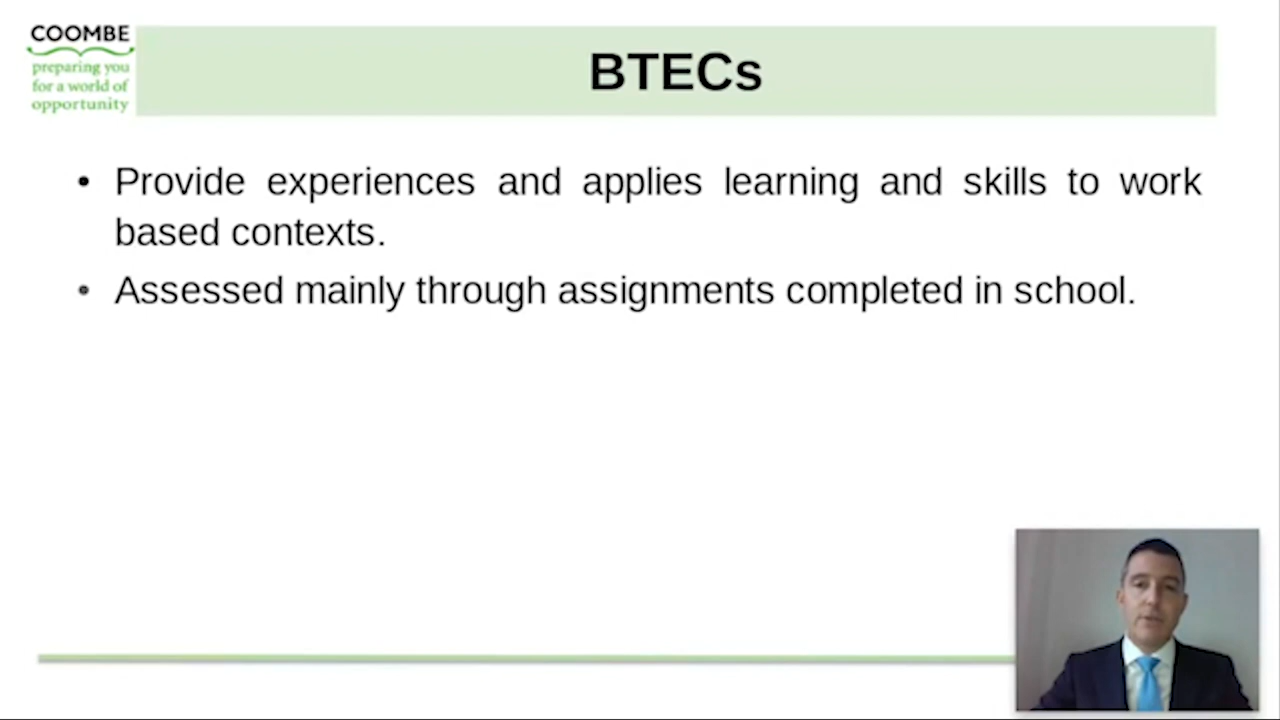 COOMBE
preparing you
for a world of
opportunity
BTECs
• Provide experiences and applies learning and skills to work
based contexts.
• Assessed mainly through assignments completed in school.